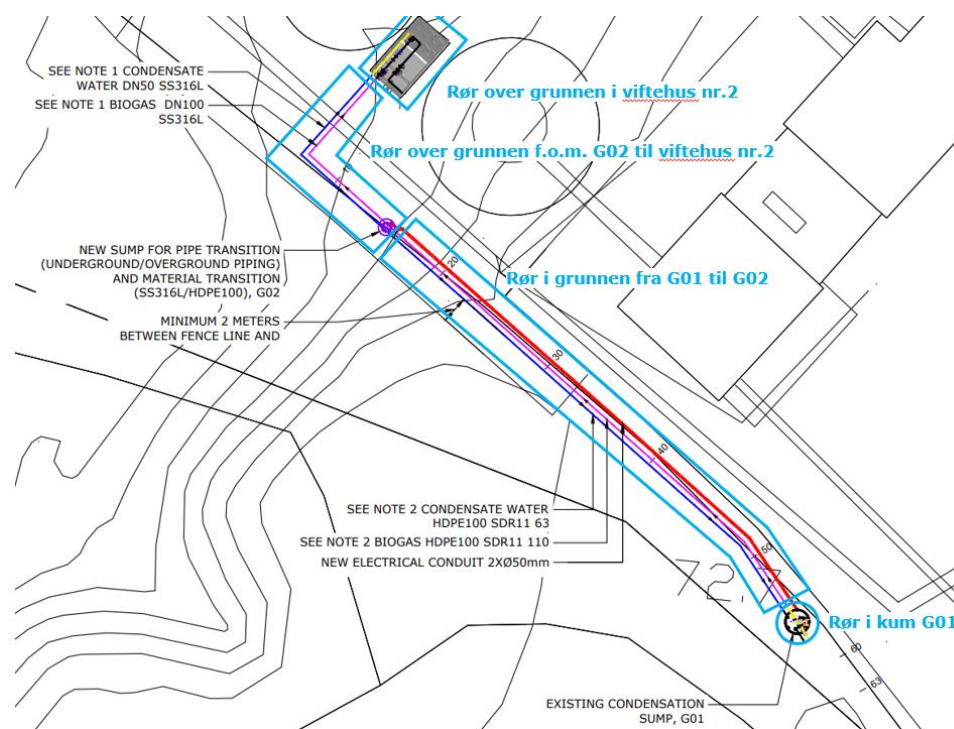 SEE NOTE 1 CONDENSATE
WATER DN50 SS316L
SEE NOTE 1 BIOGAS DN100
SS316L
Rør over grunnen i viftehus nr.2
Rør over grunnen f.o.m. G02 til viftehus nr.2
NEW SUMP FOR PIPE TRANSITION
(UNDERGROUND/OVERGROUND PIPING)
AND MATERIAL TRANSITION
(SS316L/HDPE100), G02
20
Rør i grunnen fra G01 til G02
MINIMUM 2 METERS
BETWEEN FENCE LINE AND
30
40
SEE NOTE 2 CONDENSATE WATER
HDPE100 SDR11 63
SEE NOTE 2 BIOGAS HDPE100 SDR11 110
NEW ELECTRICAL CONDUIT 2XØ50mm
50
Rør i kum G01
60
63
EXISTING CONDENSATION
SUMP, G01